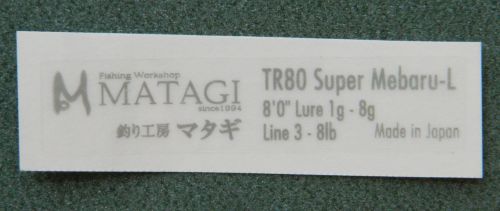 Fishing Workshop
MATAGI
since1994
釣り工房 マタギ
TR80 Super Mebaru-L
8'0" Lure 1g - 8g
Line 3 - 8lb Made in Japan